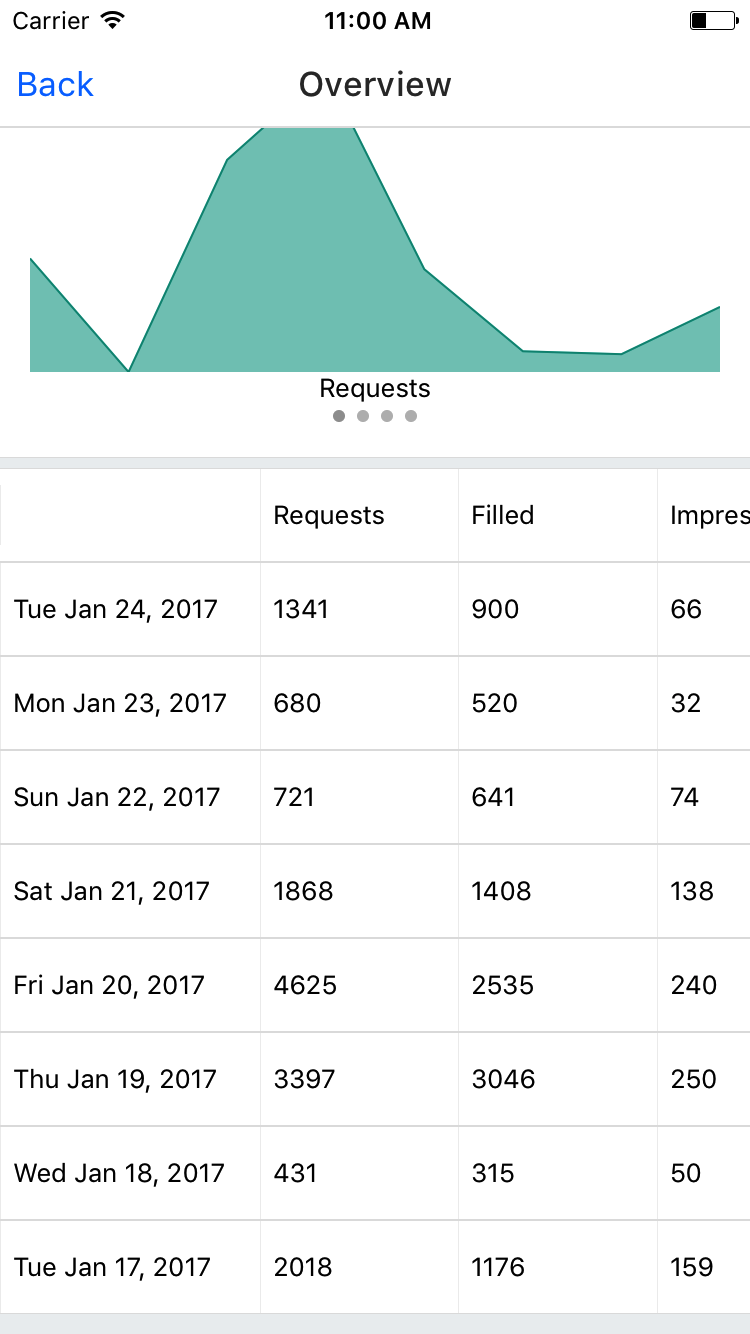 Carrier 11:00 AM
Back Overview
Requests
Requests Filled Impres
Tue Jan 24, 2017 1341 900 66
Mon Jan 23, 2017 680 520 32
Sun Jan 22, 2017 721 641 74
Sat Jan 21, 2017 1868 1408 138
Fri Jan 20, 2017 4625 2535 240
Thu Jan 19, 2017 3397 3046 250
Wed Jan 18, 2017 431 315 50
Tue Jan 17, 2017 2018 1176 159